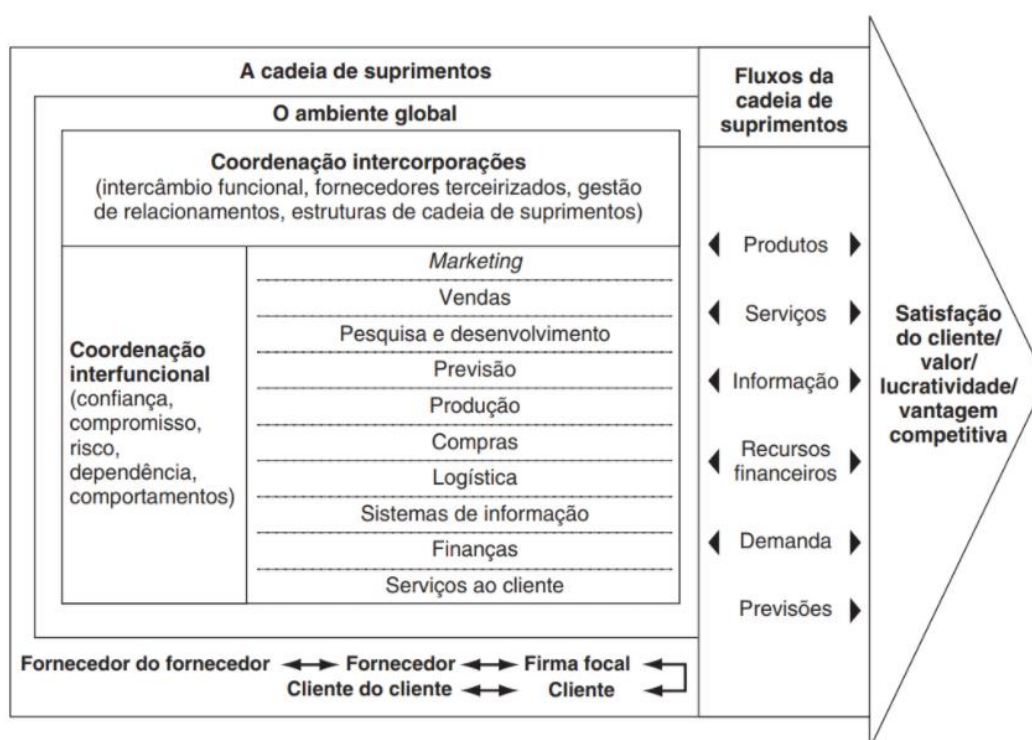 A cadeia de suprimentos
O ambiente global
Coordenação intercorporações
(intercâmbio funcional, fornecedores terceirizados, gestão
de relacionamentos, estruturas de cadeia de suprimentos)
Coordenação
interfuncional
(confiança,
compromisso,
risco,
dependência,
comportamentos)
Marketing
Vendas
Pesquisa e desenvolvimento
Previsão
Produção
Compras
Logística
Sistemas de informação
Finanças
Serviços ao cliente
Fornecedor do fornecedor Fornecedor Firma focal
Cliente do cliente Cliente
Fluxos da
cadeia de
suprimentos
Produtos
Serviços
Informação
Recursos
financeiros
Demanda
Previsões
Satisfação
do cliente/
valor/
lucratividade/
vantagem
competitiva